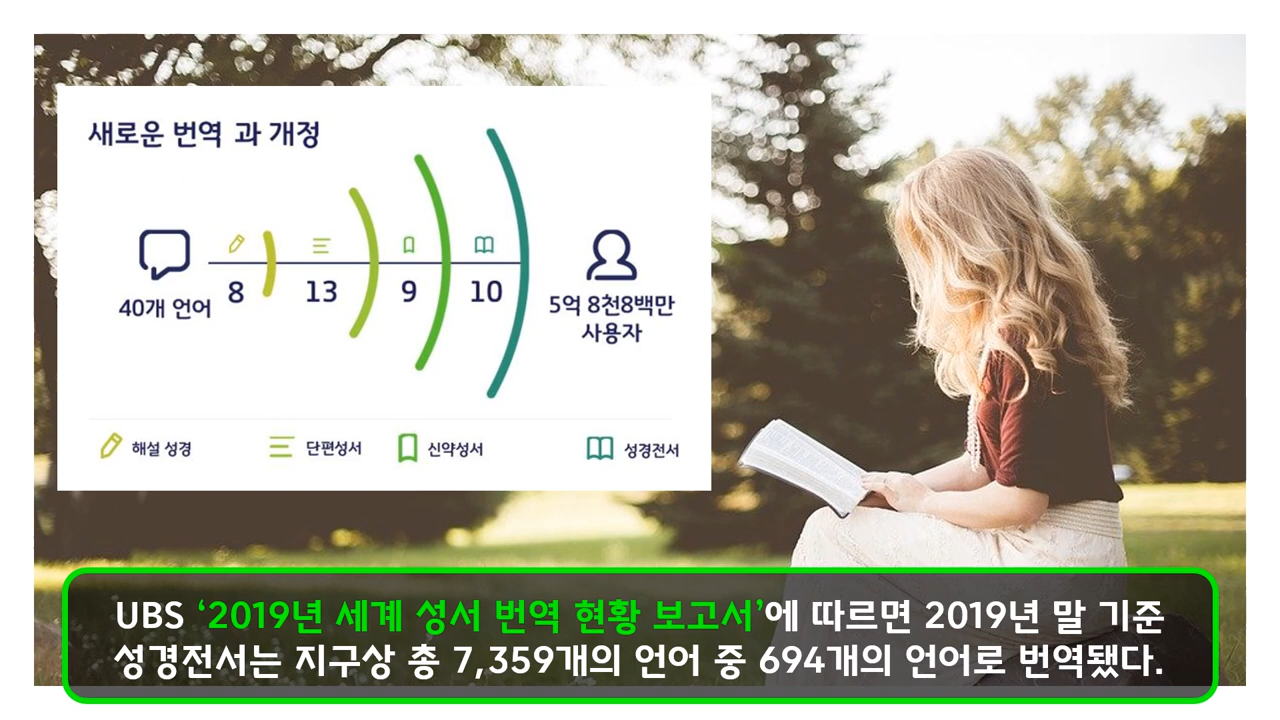 새로운 번역 과 개정
40개 언어
8
13
9
10
5억 8천8백만
사용자
해설 성경
단편성서
신약성서
성경전서
UBS ‘2019년 세계 성서 번역 현황 보고서’에 따르면 2019년 말 기준
성경전서는 지구상 총 7,359개의 언어 중 694개의 언어로 번역됐다.